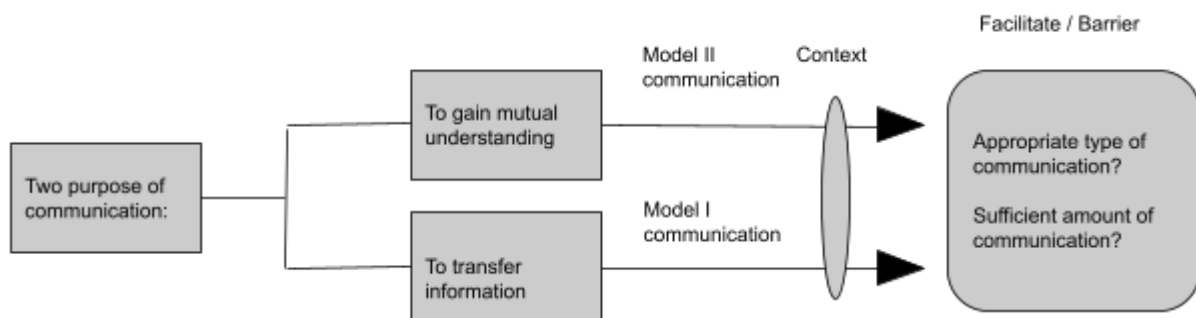 Facilitate / Barrier
Model II
communication
Context
To gain mutual
understanding
Appropriate type of
communication?
Two purpose of
communication:
Model I
communication
Sufficient amount of
communication?
To transfer
information